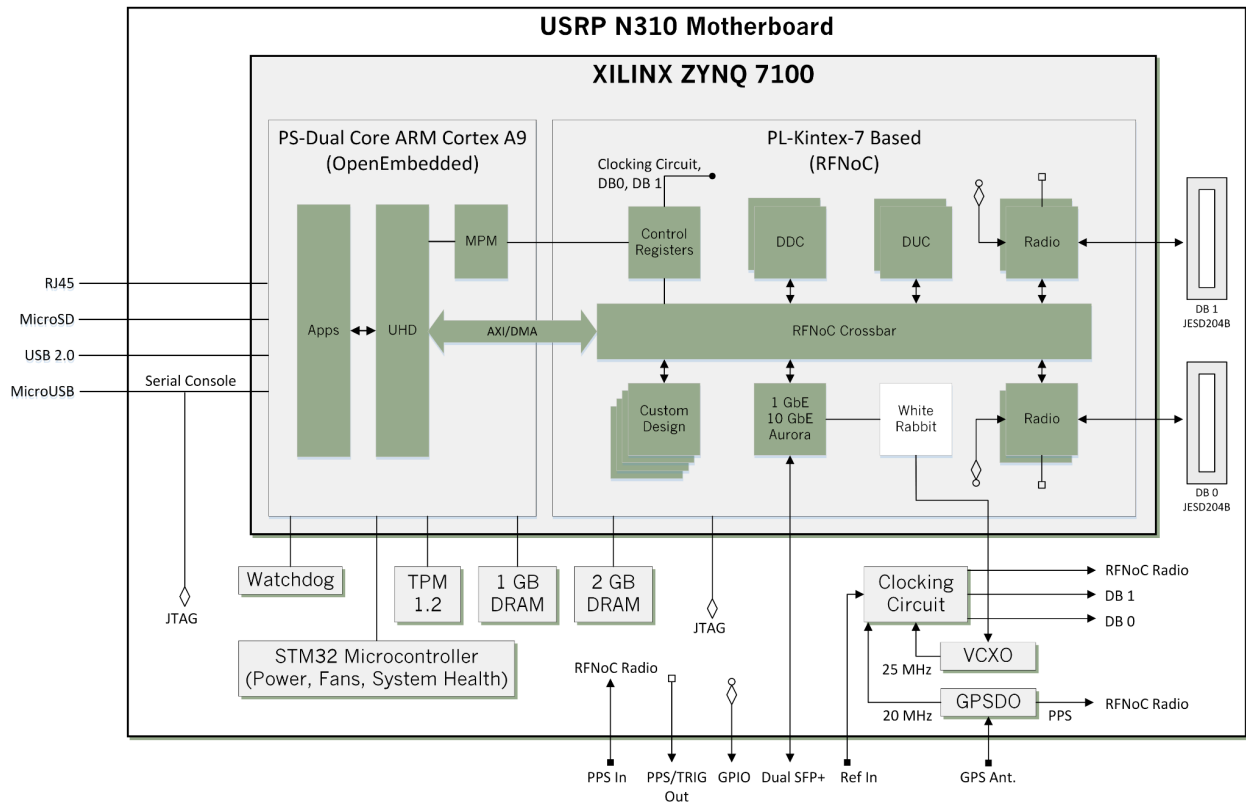 USRP N310 Motherboard
XILINX ZYNQ 7100
PS-Dual Core ARM Cortex A9
(OpenEmbedded)
PL-Kintex-7 Based
(RFNoC)
Clocking Circuit,
DB0, DB 1
MPM
Control
Registers
DDC
DUC
Radio
RJ45
MicroSD
USB 2.0
MicroUSB
Serial Console
Apps
UHD
AXI/DMA
RFNoC Crossbar
DB 1
JESD204B
Custom
Design
1 GbE
10 GbE
Aurora
White
Rabbit
Radio
DB 0
JESD204B
Watchdog
TPM
1.2
1 GB
DRAM
2 GB
DRAM
JTAG
JTAG
STM32 Microcontroller
(Power, Fans, System Health)
Clocking
Circuit
RFNoC Radio
DB 1
DB 0
25 MHz
VCXO
20 MHz
GPSDO
PPS
RFNoC Radio
RFNoC Radio
PPS In
PPS/TRIG
Out
GPIO
Dual SFP+
Ref In
GPS Ant.